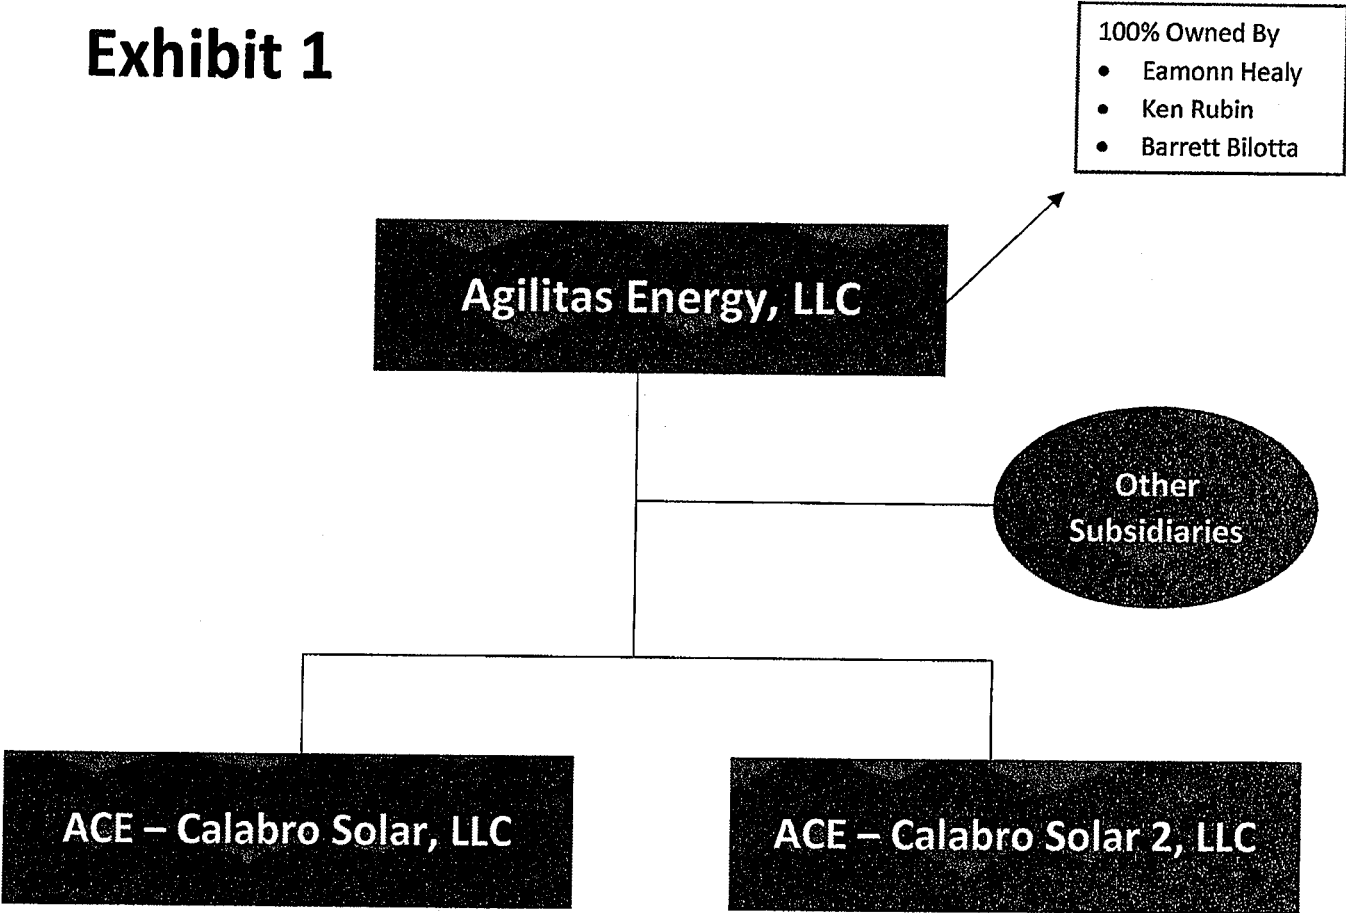 Exhibit 1
100% Owned By
• Eamonn Healy
• Ken Rubin
• Barrett Bilotta
Agilitas Energy, LLC
Other
Subsidiaries
ACE – Calabro Solar, LLC
ACE – Calabro Solar 2, LLC